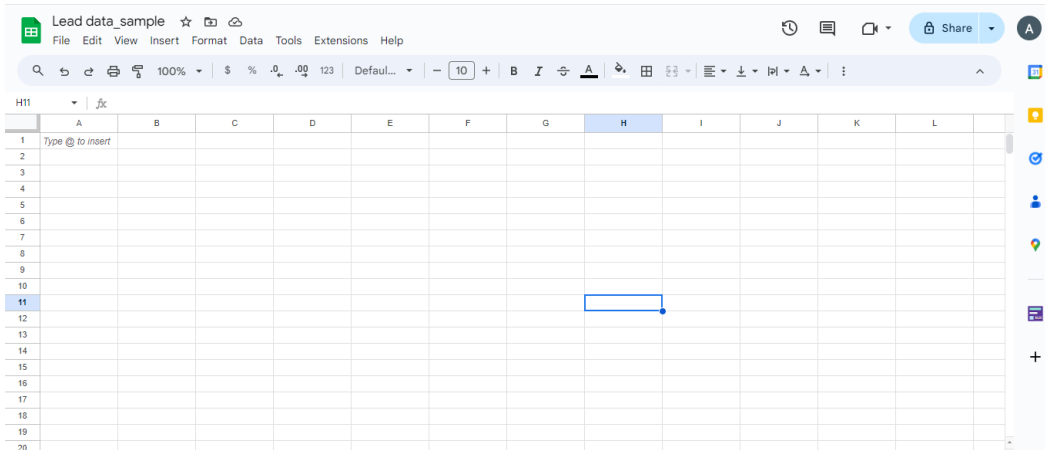 Lead data_sample
File Edit View Insert Format Data Tools Extensions Help
Share
A
100% $ % .0 .00 123 Defaul... 10 B I A A
31
H11 fx
A B C D E F G H I J K L
1 Type @ to insert
2
3
4
5
6
7
8
9
10
11
12
13
14
15
16
17
18
19
20